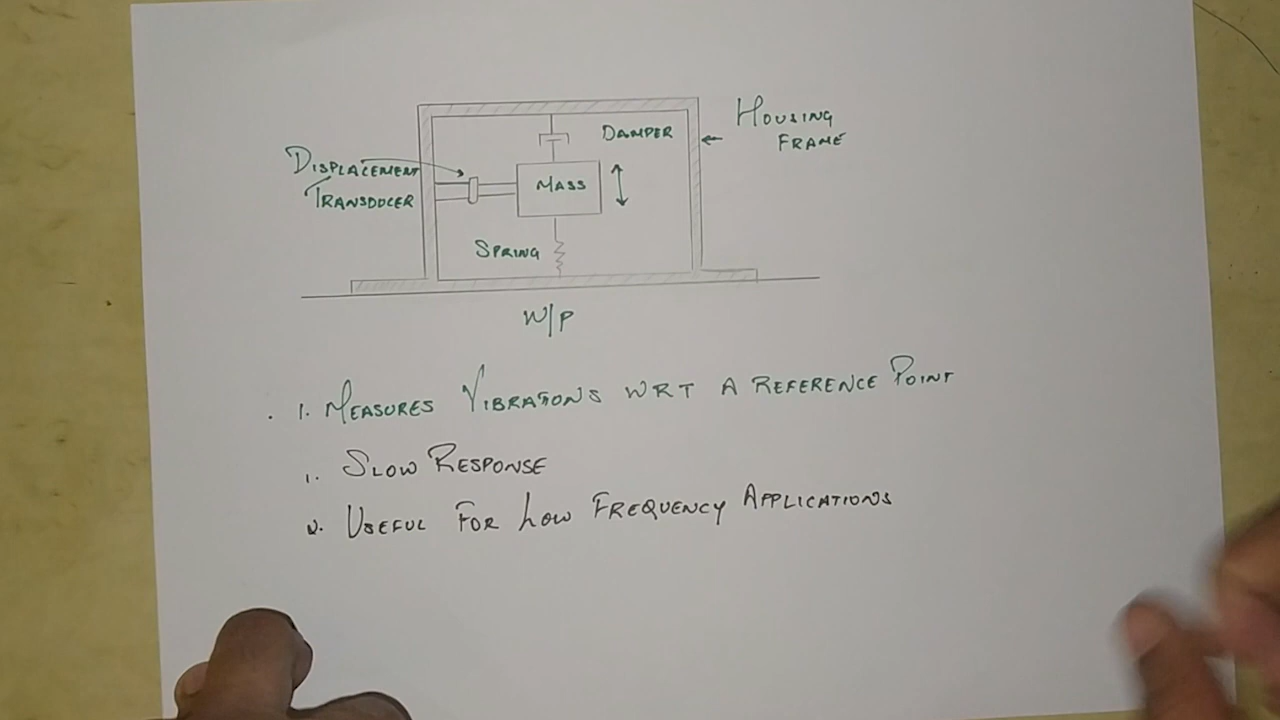 HOUSING
FRAME
DAMPER
DISPLACEMENT
TRANSDUCER
MASS
SPRING
W/P
1. MEASURES VIBRATIONS WRT A REFERENCE POINT
1. SLOW RESPONSE
2. USEFUL FOR LOW FREQUENCY APPLICATIONS